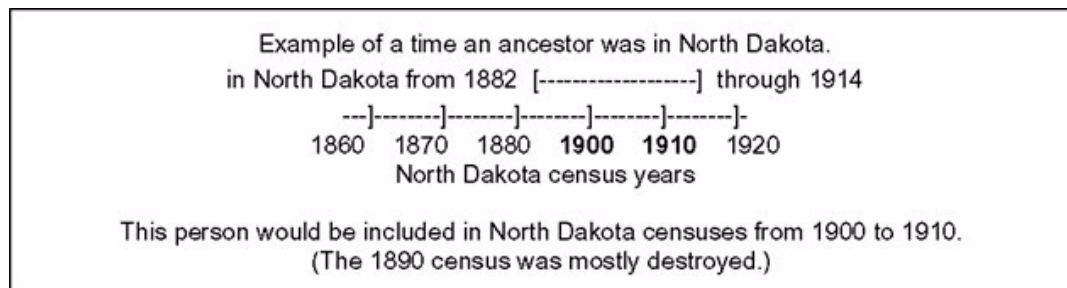 Example of a time an ancestor was in North Dakota.
in North Dakota from 1882 [-------------------] through 1914
---]--------]--------]--------]--------]--------]-
1860 1870 1880 1900 1910 1920
North Dakota census years
This person would be included in North Dakota censuses from 1900 to 1910.
(The 1890 census was mostly destroyed.)